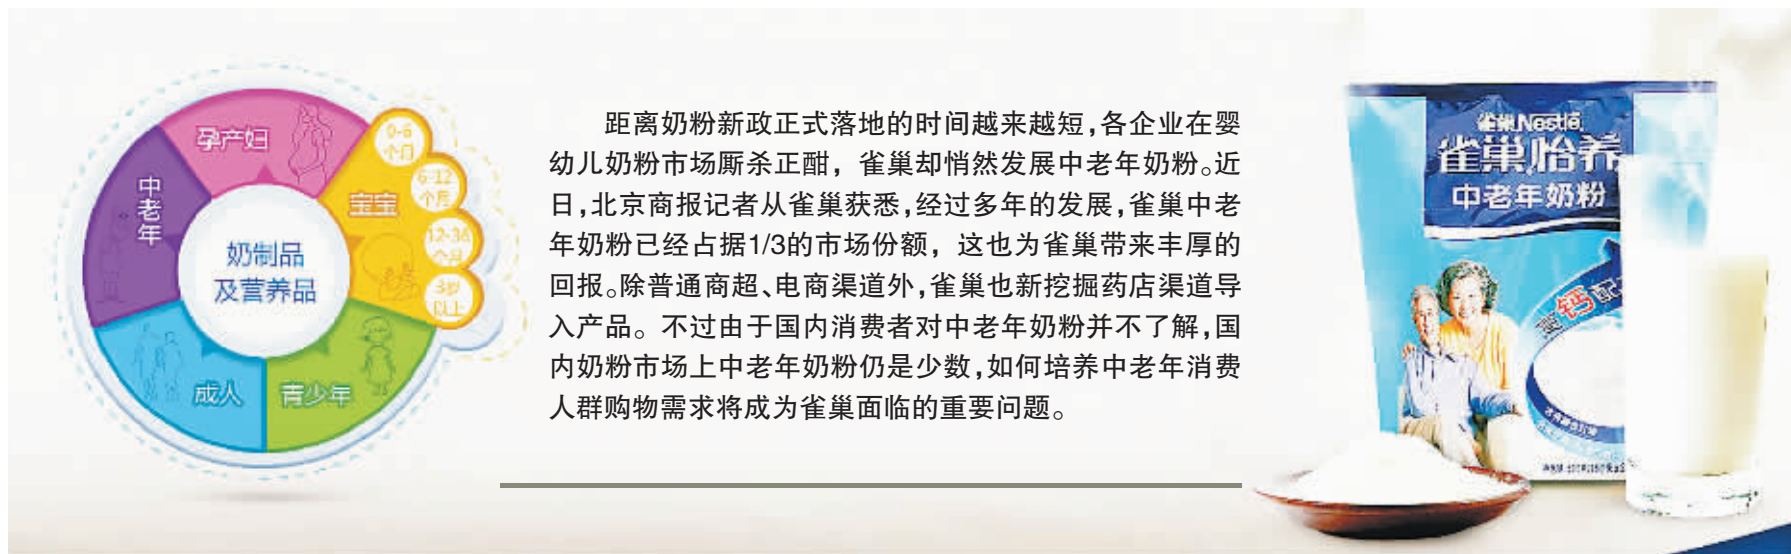 孕产妇
0-6
个月
6-12
个月
宝宝
12-36
个月
3岁
以上
中老年
奶制品
及营养品
成人
青少年
距离奶粉新政正式落地的时间越来越短,各企业在婴
幼儿奶粉市场厮杀正酣，雀巢却悄然发展中老年奶粉。近
日,北京商报记者从雀巢获悉,经过多年的发展,雀巢中老
年奶粉已经占据1/3的市场份额，这也为雀巢带来丰厚的
回报。除普通商超、电商渠道外,雀巢也新挖掘药店渠道导
入产品。不过由于国内消费者对中老年奶粉并不了解,国
内奶粉市场上中老年奶粉仍是少数,如何培养中老年消费
人群购物需求将成为雀巢面临的重要问题。
雀巢Nestlé
雀巢怡养
中老年奶粉
高钙配